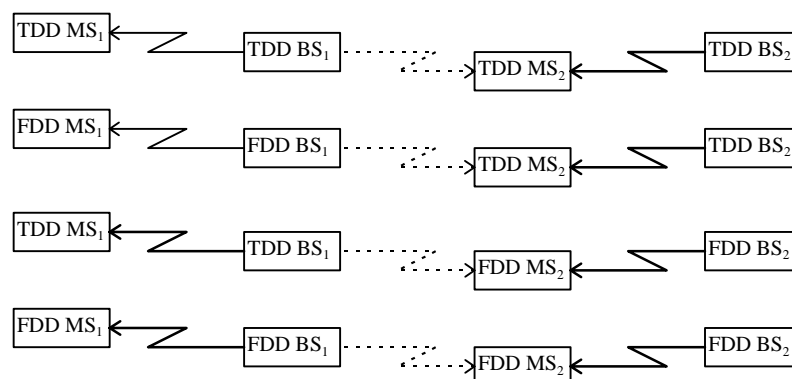 TDD MS₁ TDD BS₁ TDD MS₂ TDD BS₂
FDD MS₁ FDD BS₁ TDD MS₂ TDD BS₂
TDD MS₁ TDD BS₁ FDD MS₂ FDD BS₂
FDD MS₁ FDD BS₁ FDD MS₂ FDD BS₂